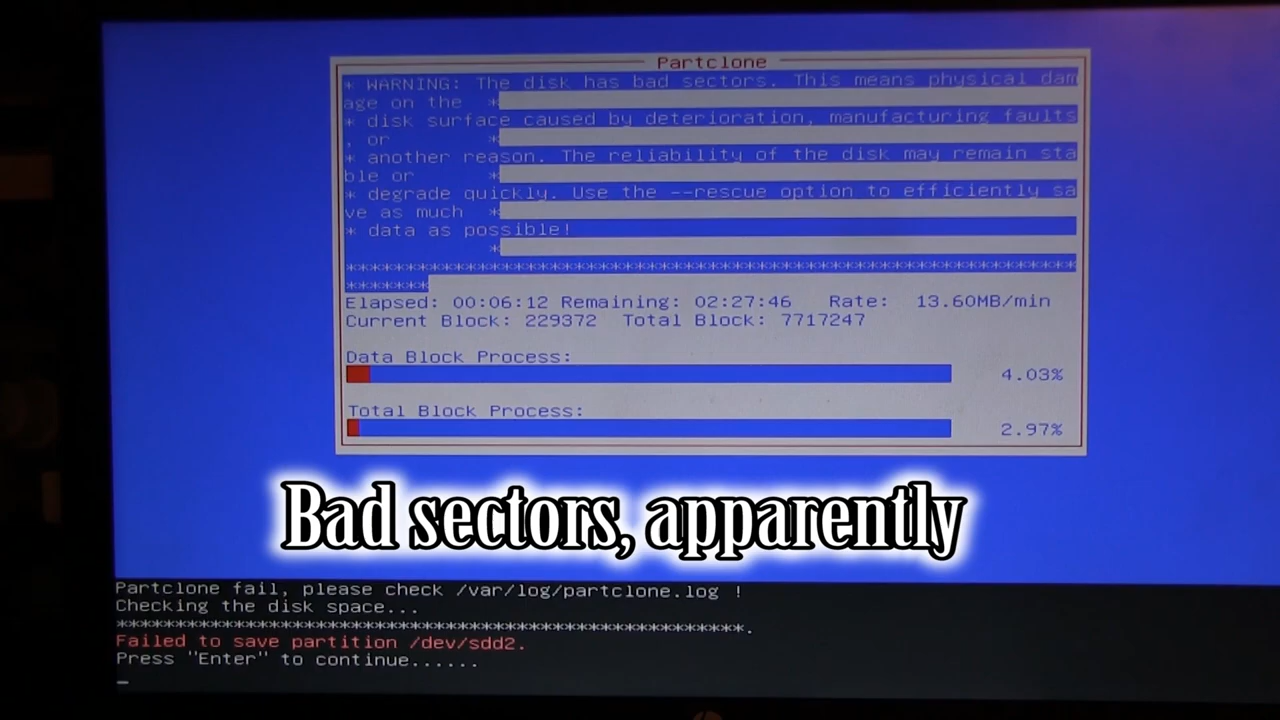 Partclone
* WARNING: The disk has bad sectors. This means physical dam
age on the *
* disk surface caused by deterioration, manufacturing faults
, or *
* another reason. The reliability of the disk may remain sta
ble or *
* degrade quickly. Use the --rescue option to efficiently sa
ve as much *
* data as possible!
*
*************************************************************
*******
Elapsed: 00:06:12 Remaining: 02:27:46 Rate: 13.60MB/min
Current Block: 229372 Total Block: 7717247
Data Block Process:
4.03%
Total Block Process:
2.97%
Bad sectors, apparently
Partclone fail, please check /var/log/partclone.log !
Checking the disk space...
*****************************************************.
Failed to save partition /dev/sdd2.
Press "Enter" to continue......
_